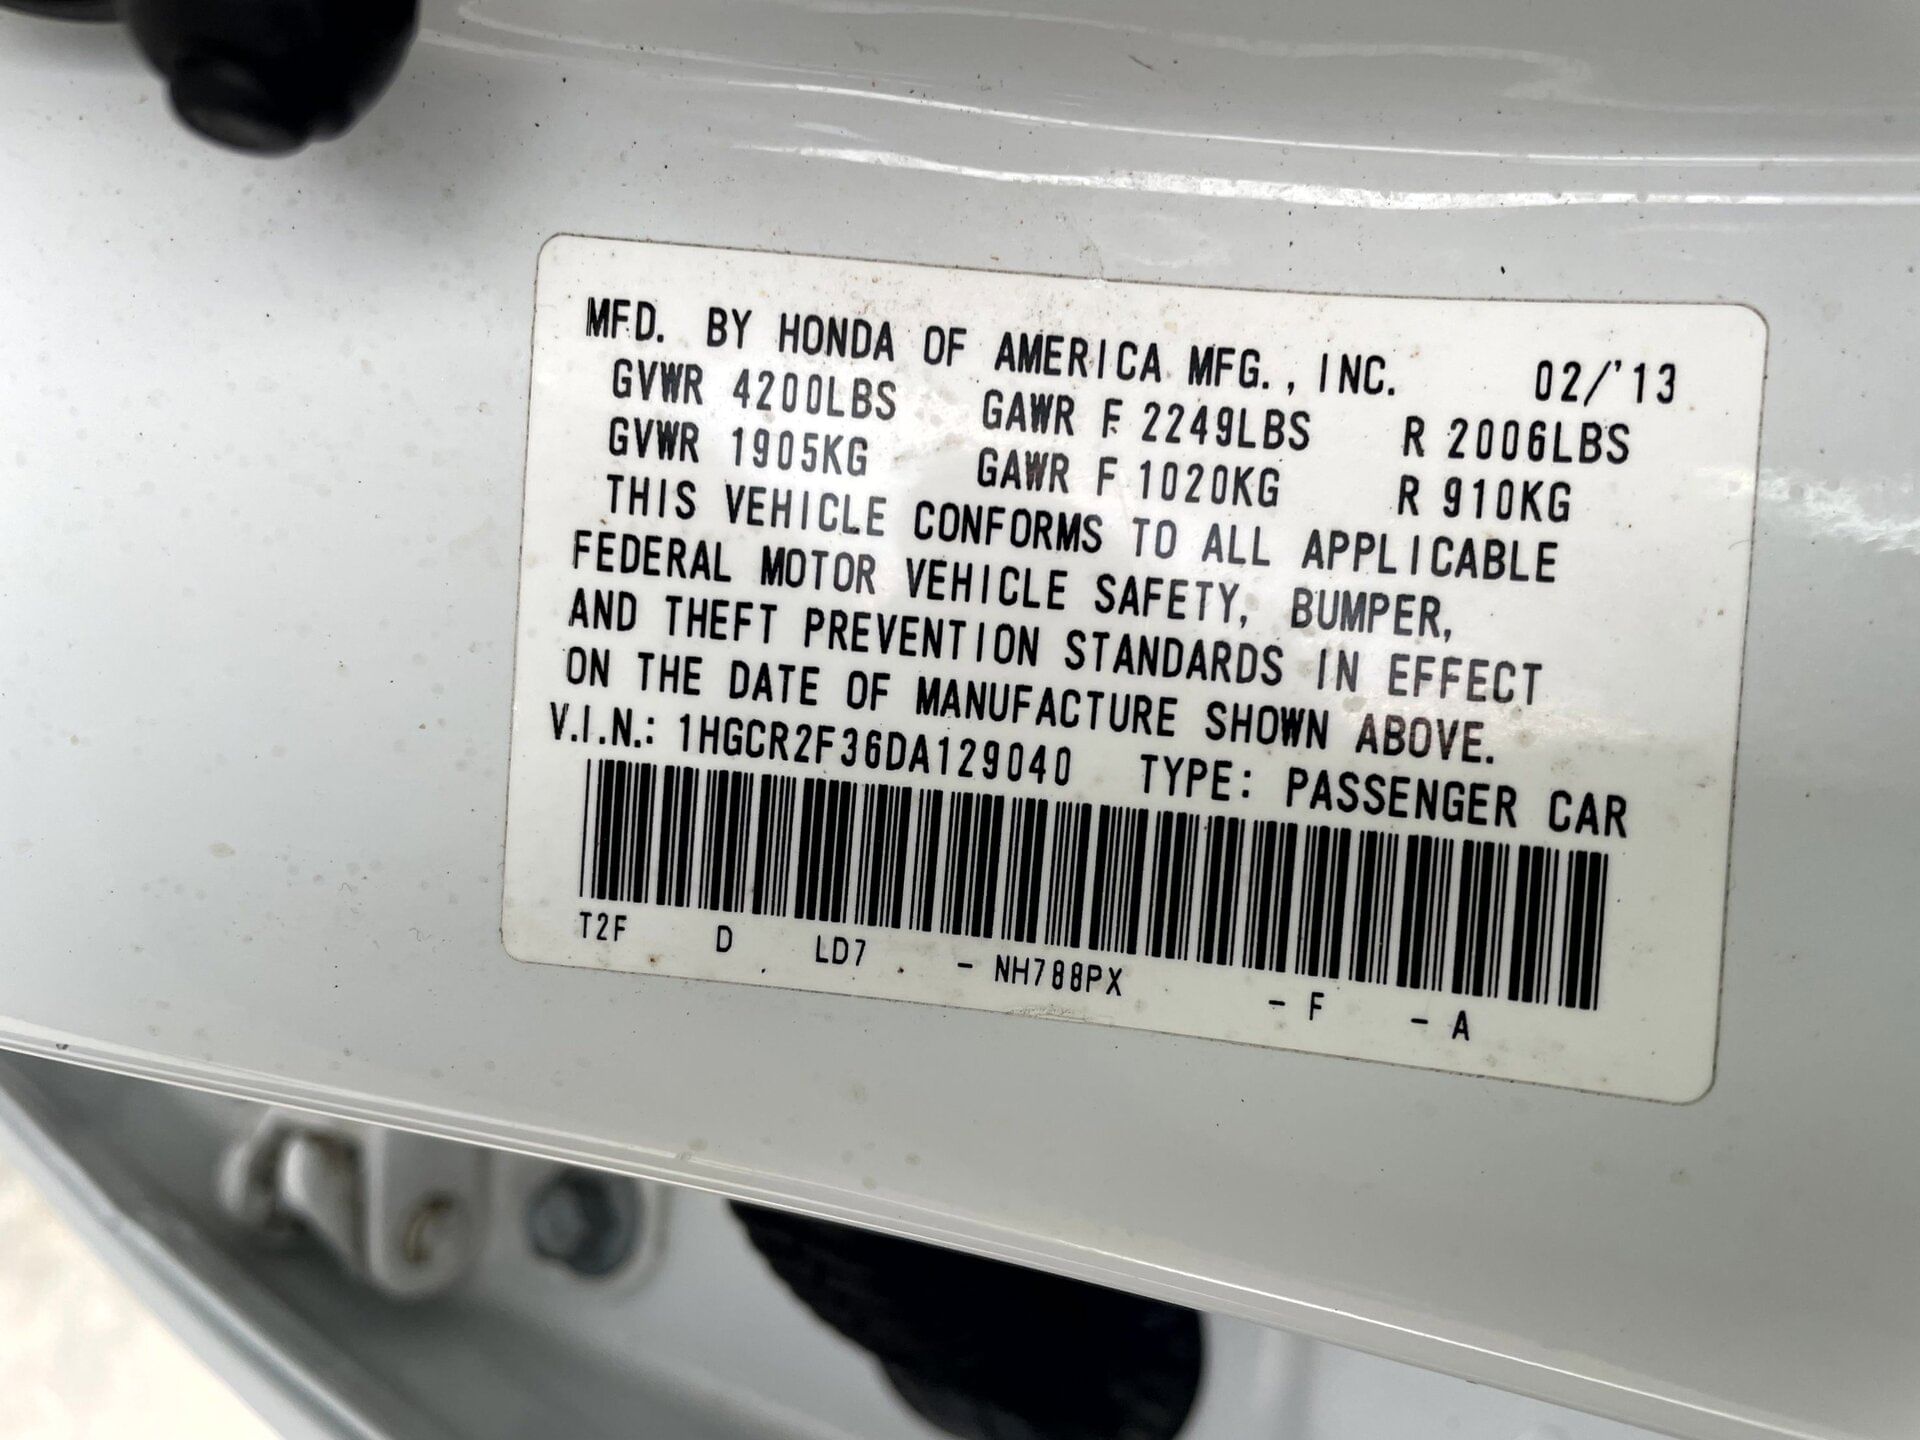 MFD. BY HONDA OF AMERICA MFG., INC. 02/'13
GVWR 4200LBS GAWR F 2249LBS R 2006LBS
GVWR 1905KG GAWR F 1020KG R 910KG
THIS VEHICLE CONFORMS TO ALL APPLICABLE
FEDERAL MOTOR VEHICLE SAFETY, BUMPER,
AND THEFT PREVENTION STANDARDS IN EFFECT
ON THE DATE OF MANUFACTURE SHOWN ABOVE.
V.I.N.: 1HGCR2F36DA129040 TYPE: PASSENGER CAR
T2F D LD7 - NH788PX - F - A